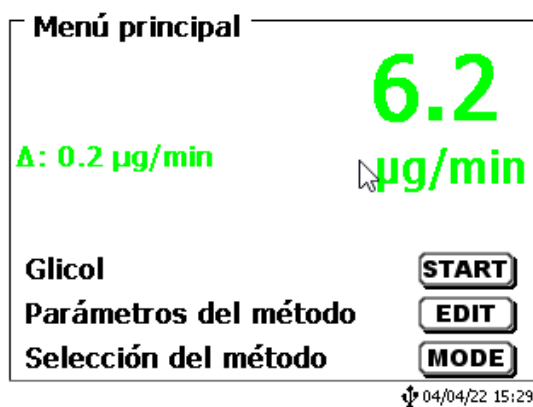 Menú principal
6.2
Δ: 0.2 µg/min
µg/min
Glicol START
Parámetros del método EDIT
Selección del método MODE
04/04/22 15:29